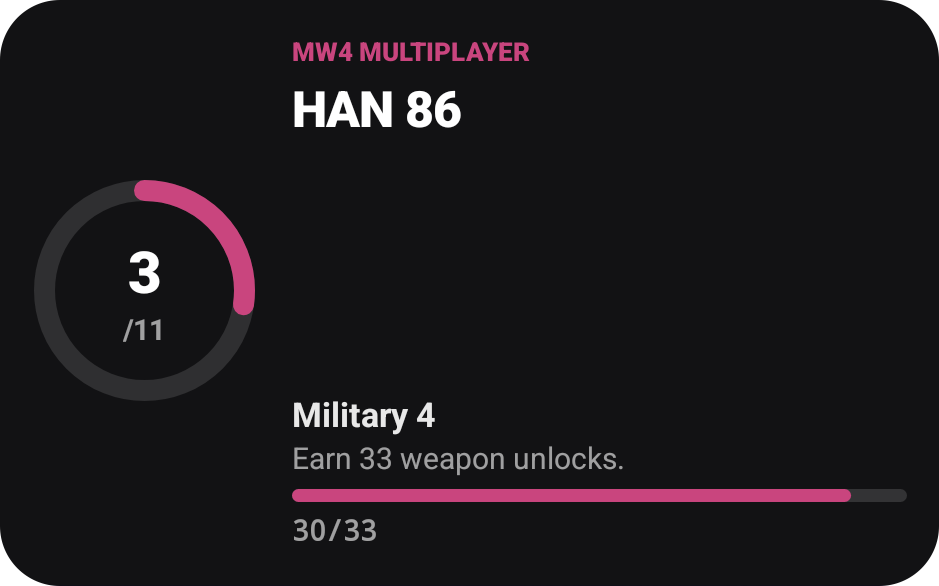 MW4 MULTIPLAYER
HAN 86
3
/11
Military 4
Earn 33 weapon unlocks.
30/33